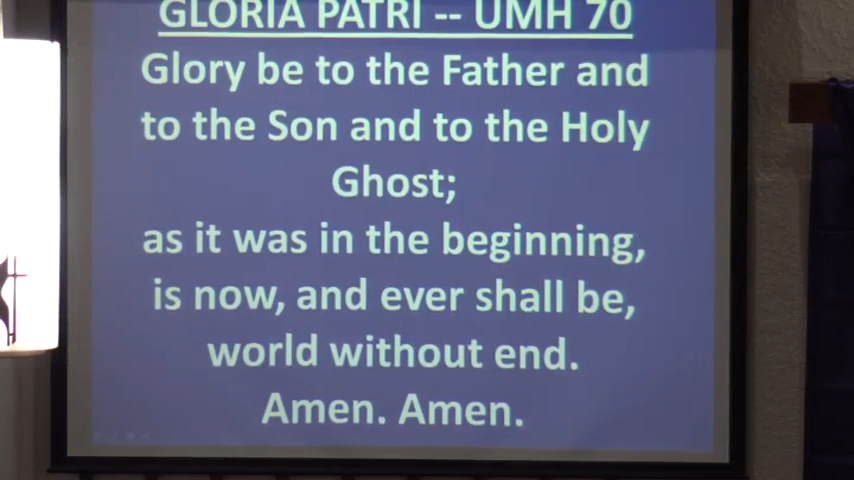 GLORIA PATRI -- UMH 70
Glory be to the Father and
to the Son and to the Holy
Ghost;
as it was in the beginning,
is now, and ever shall be,
world without end.
Amen. Amen.